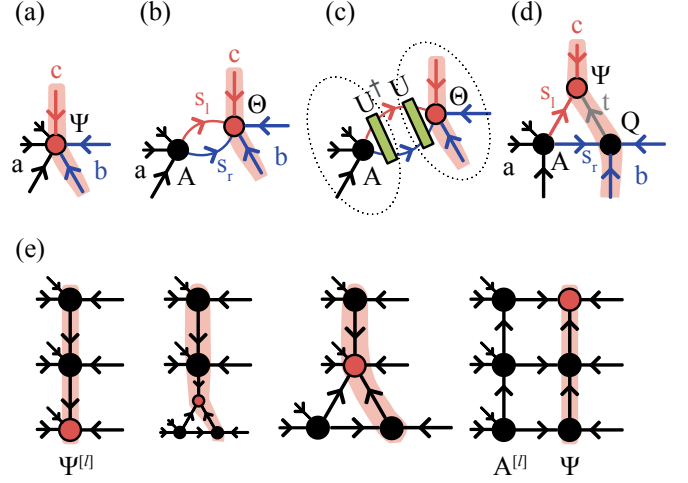 (a)
c
Ψ
a
b
(b)
c
s_l
Θ
A
s_r
a
b
(c)
U†
U
Θ
A
(d)
c
Ψ
s_l
t
Q
a
A
s_r
b
(e)
Ψ^[l]
A^[l]
Ψ